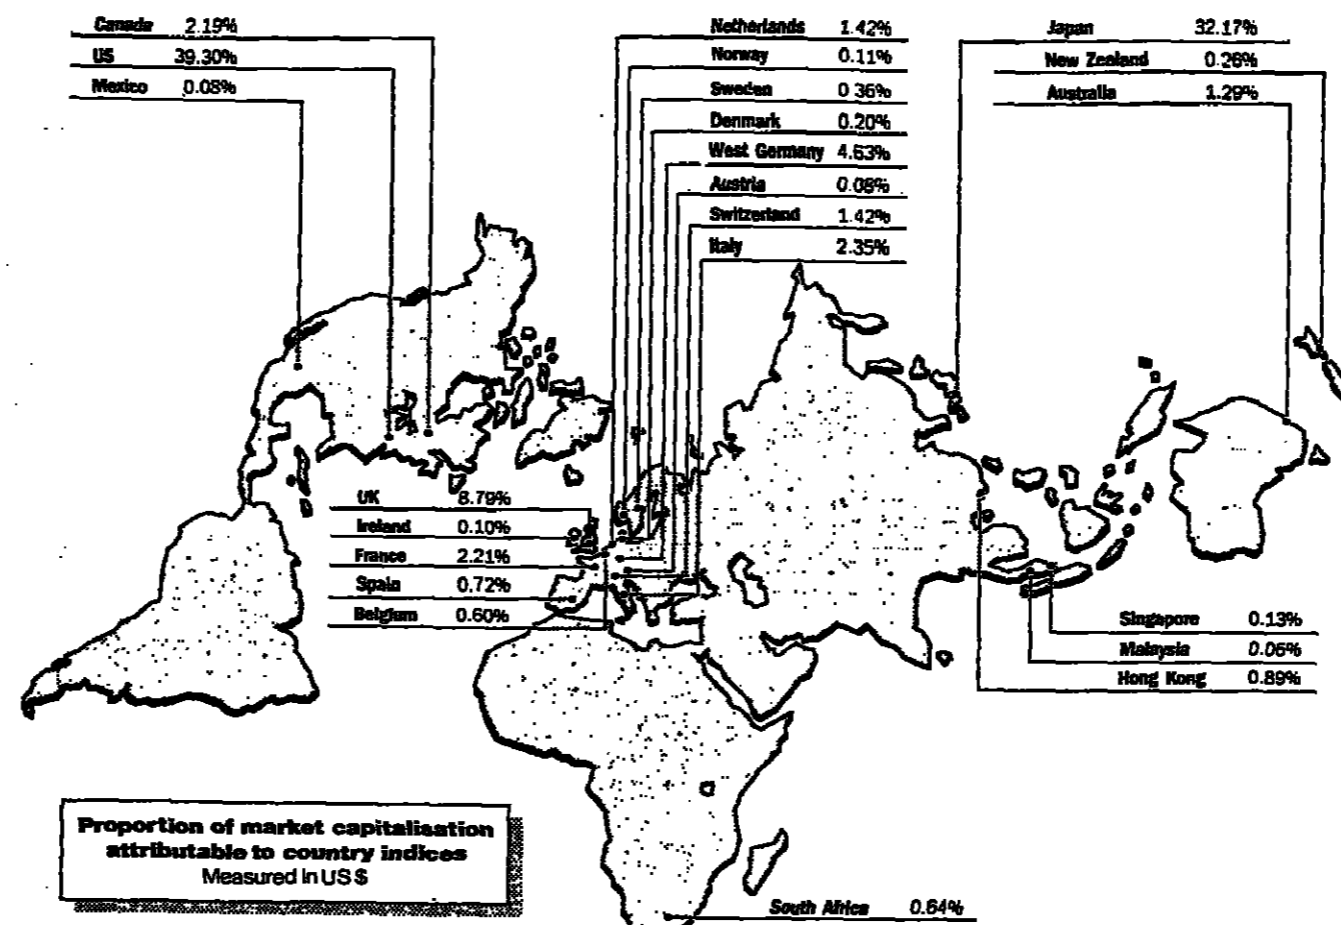 Canada 2.19%
US 39.30%
Mexico 0.08%
Netherlands 1.42%
Norway 0.11%
Sweden 0.36%
Denmark 0.20%
West Germany 4.63%
Austria 0.08%
Switzerland 1.42%
Italy 2.35%
Japan 32.17%
New Zealand 0.26%
Australia 1.29%
UK 8.79%
Ireland 0.10%
France 2.21%
Spain 0.72%
Belgium 0.60%
Singapore 0.13%
Malaysia 0.06%
Hong Kong 0.89%
Proportion of market capitalisation
attributable to country indices
Measured in US $
South Africa 0.64%